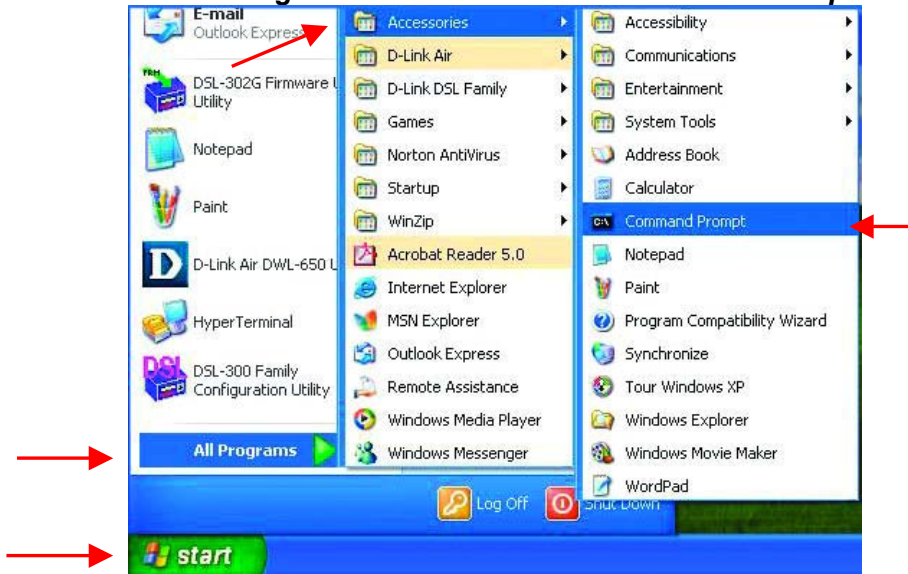 E-mail
Outlook Express
DSL-302G Firmware
Utility
Notepad
Paint
D-Link Air DWL-650
HyperTerminal
DSL
DSL-300 Family
Configuration Utility
All Programs
Accessories
D-Link Air
D-Link DSL Family
Games
Norton AntiVirus
Startup
WinZip
Acrobat Reader 5.0
Internet Explorer
MSN Explorer
Outlook Express
Remote Assistance
Windows Media Player
Windows Messenger
Accessibility
Communications
Entertainment
System Tools
Address Book
Calculator
C:\ Command Prompt
Notepad
Paint
Program Compatibility Wizard
Synchronize
Tour Windows XP
Windows Explorer
Windows Movie Maker
WordPad
Log Off
Shut Down
start